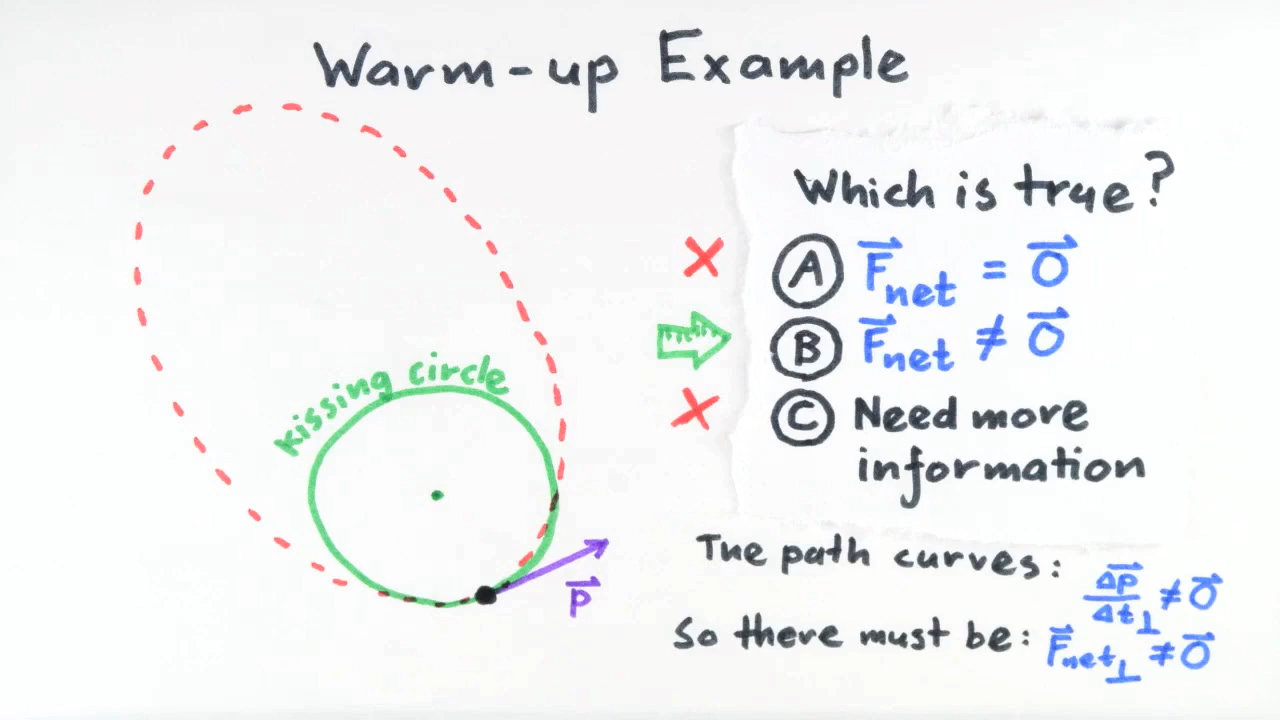 Warm-up Example
kissing circle
p⃗
Which is true?
A F⃗net = 0⃗
B F⃗net ≠ 0⃗
C Need more
information
The path curves: Δp⃗/Δt⊥ ≠ 0⃗
So there must be: F⃗net⊥ ≠ 0⃗